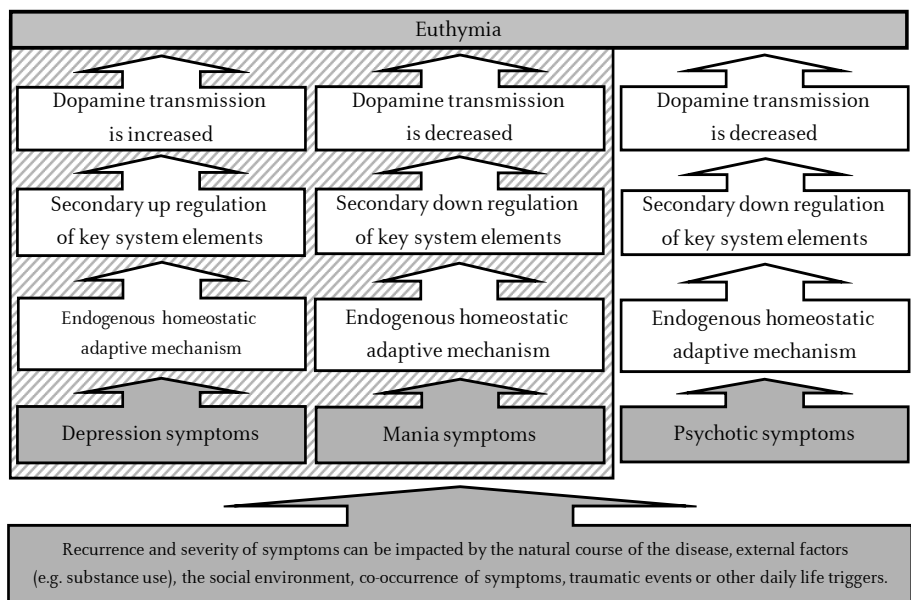 Euthymia
Dopamine transmission
is increased
Dopamine transmission
is decreased
Dopamine transmission
is decreased
Secondary up regulation
of key system elements
Secondary down regulation
of key system elements
Secondary down regulation
of key system elements
Endogenous homeostatic
adaptive mechanism
Endogenous homeostatic
adaptive mechanism
Endogenous homeostatic
adaptive mechanism
Depression symptoms
Mania symptoms
Psychotic symptoms
Recurrence and severity of symptoms can be impacted by the natural course of the disease, external factors
(e.g. substance use), the social environment, co-occurrence of symptoms, traumatic events or other daily life triggers.